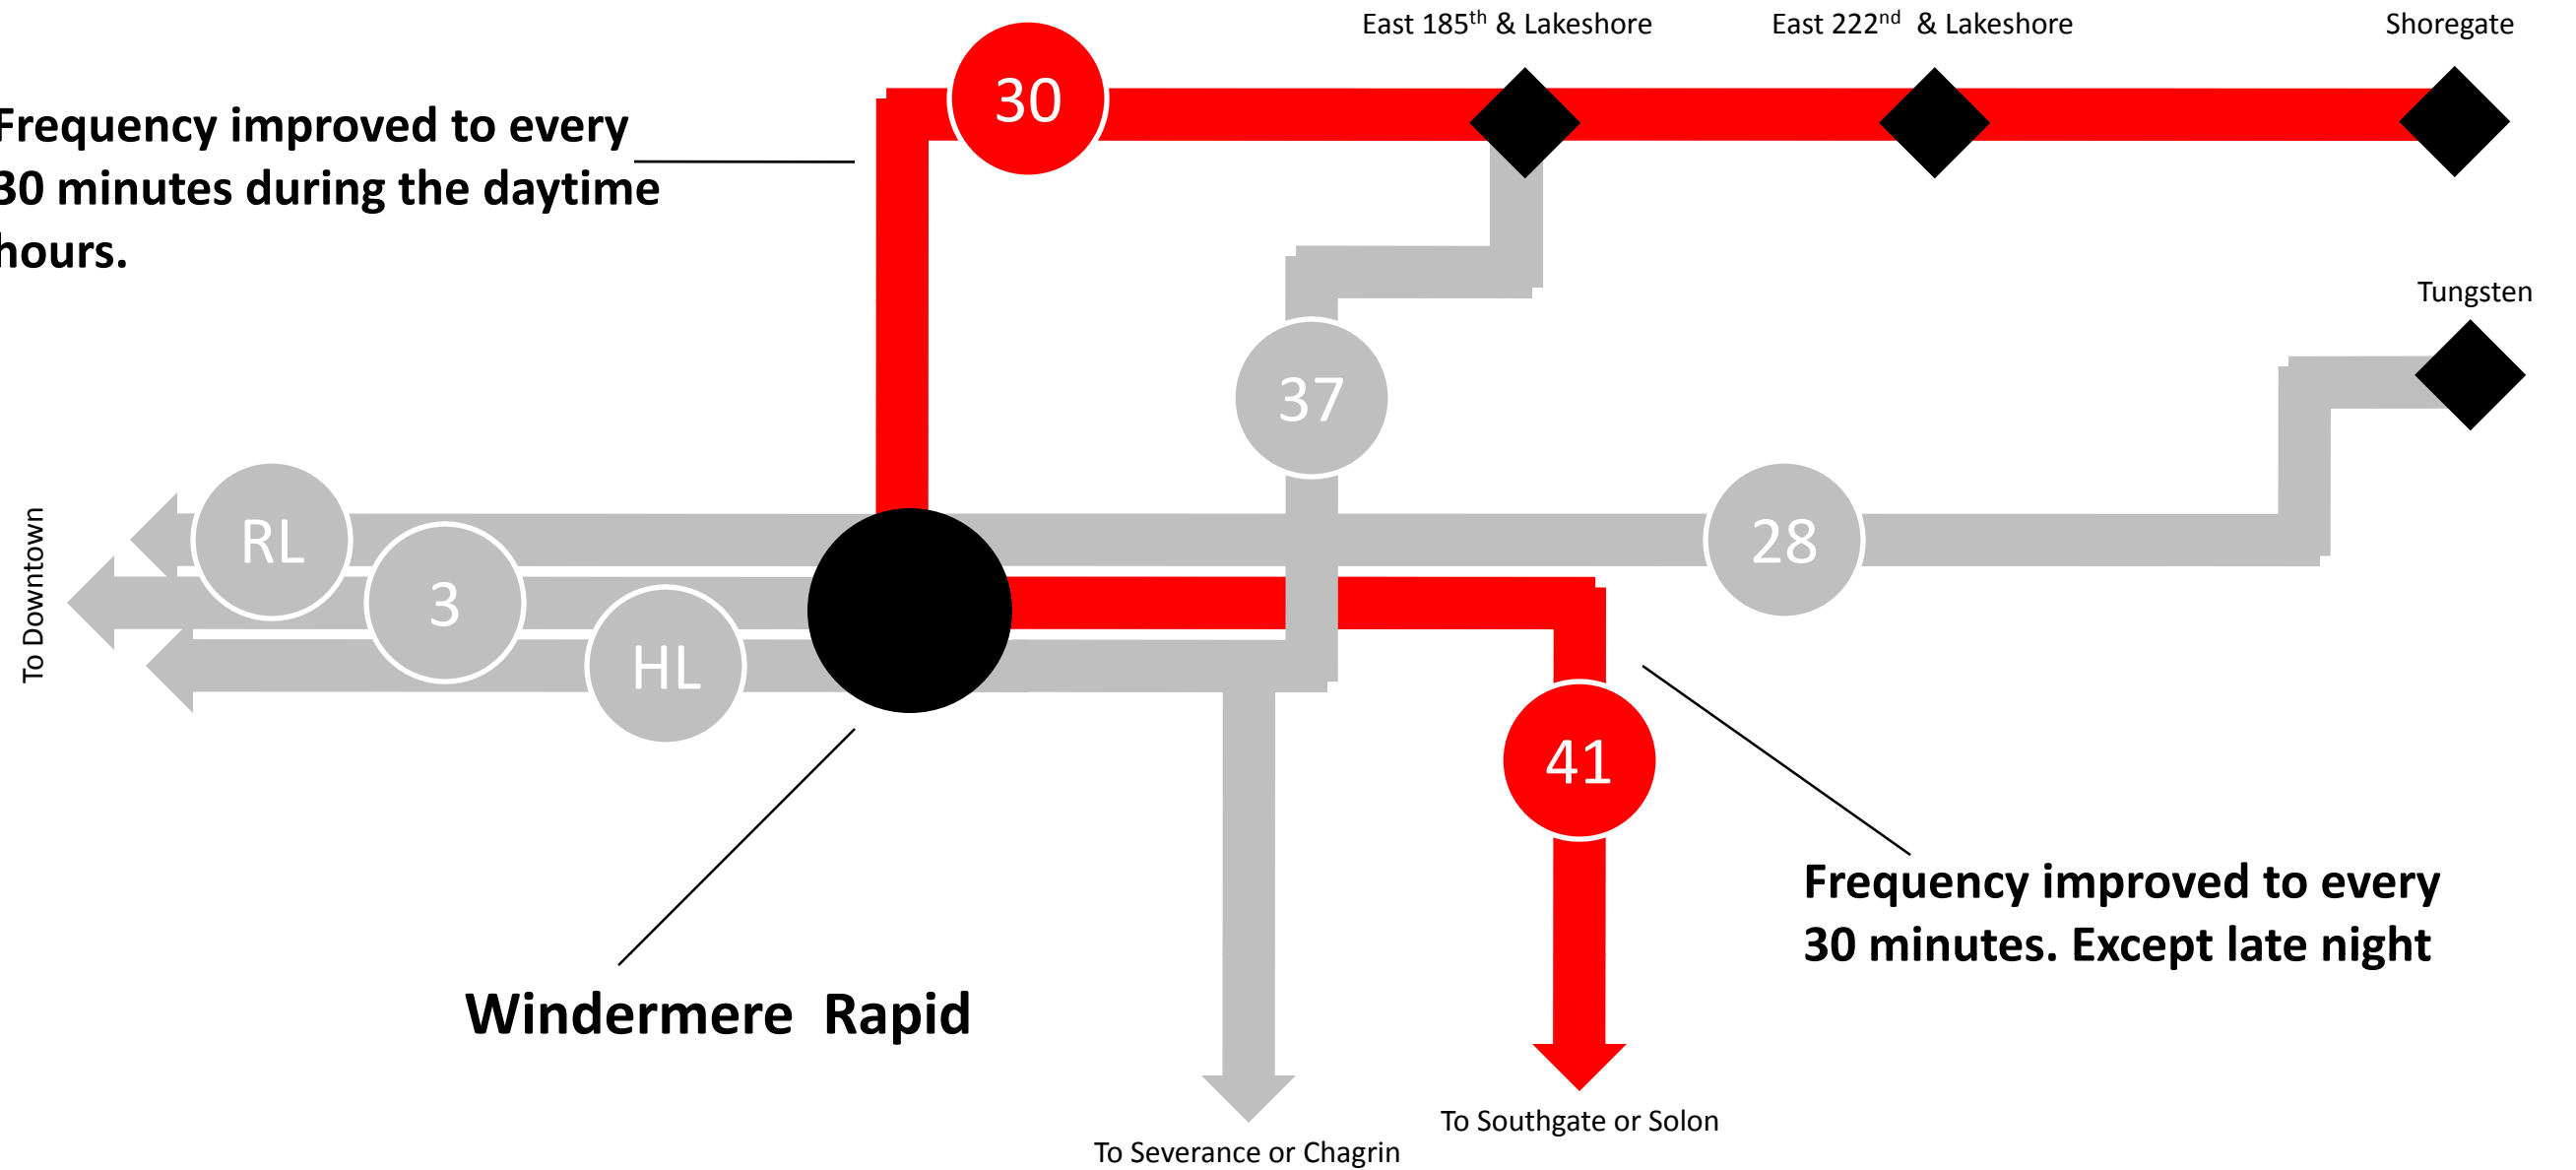 East 185th & Lakeshore
East 222nd & Lakeshore
Shoregate
30
Frequency improved to every
30 minutes during the daytime
hours.
Tungsten
37
RL
28
3
To Downtown
HL
41
Frequency improved to every
30 minutes. Except late night
Windermere Rapid
To Southgate or Solon
To Severance or Chagrin